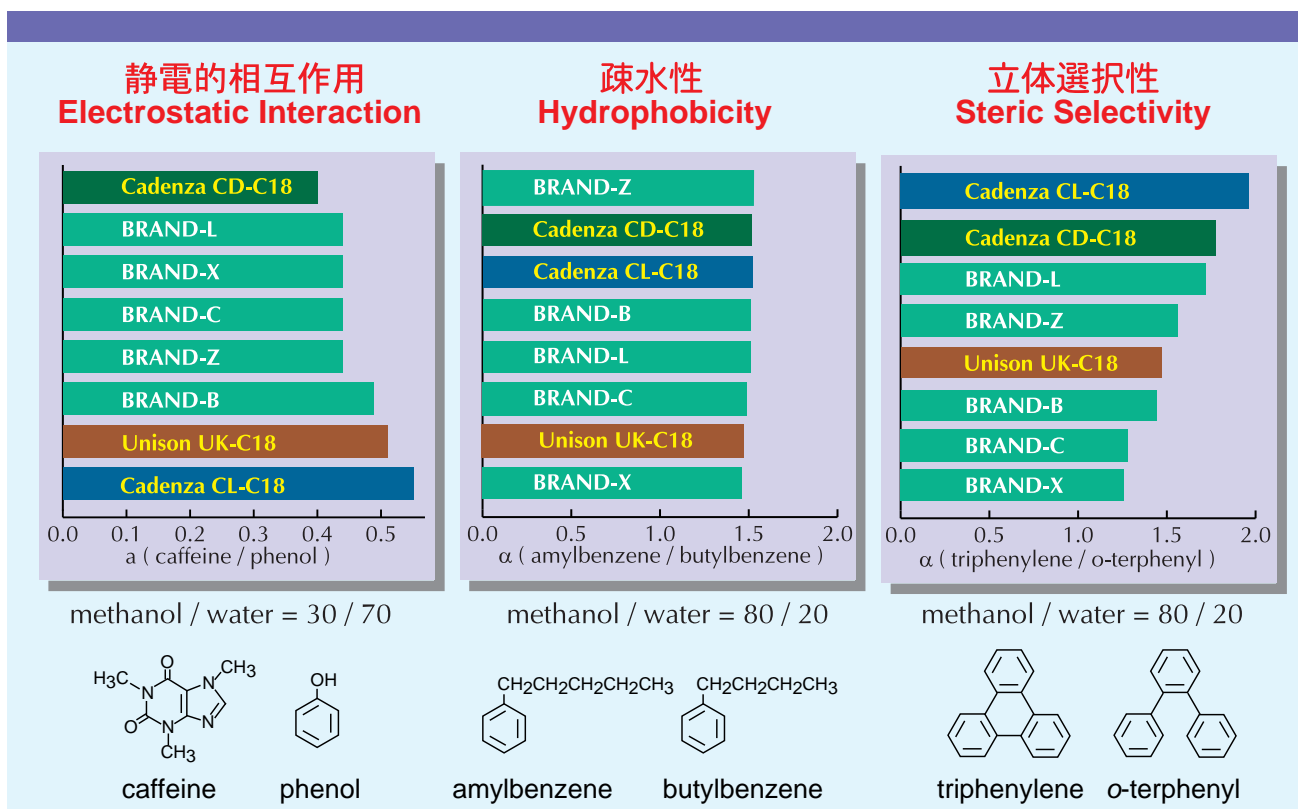 静電的相互作用
Electrostatic Interaction
Cadenza CD-C18
BRAND-L
BRAND-X
BRAND-C
BRAND-Z
BRAND-B
Unison UK-C18
Cadenza CL-C18
0.0 0.1 0.2 0.3 0.4 0.5
a ( caffeine / phenol )
methanol / water = 30 / 70
O
H3C
N
N
CH3
O
N
N
CH3
caffeine
OH
phenol
疎水性
Hydrophobicity
BRAND-Z
Cadenza CD-C18
Cadenza CL-C18
BRAND-B
BRAND-L
BRAND-C
Unison UK-C18
BRAND-X
0.0 0.5 1.0 1.5 2.0
α ( amylbenzene / butylbenzene )
methanol / water = 80 / 20
CH2CH2CH2CH2CH3
amylbenzene
CH2CH2CH2CH3
butylbenzene
立体選択性
Steric Selectivity
Cadenza CL-C18
Cadenza CD-C18
BRAND-L
BRAND-Z
Unison UK-C18
BRAND-B
BRAND-C
BRAND-X
0.0 0.5 1.0 1.5 2.0
α ( triphenylene / o-terphenyl )
methanol / water = 80 / 20
triphenylene
o-terphenyl